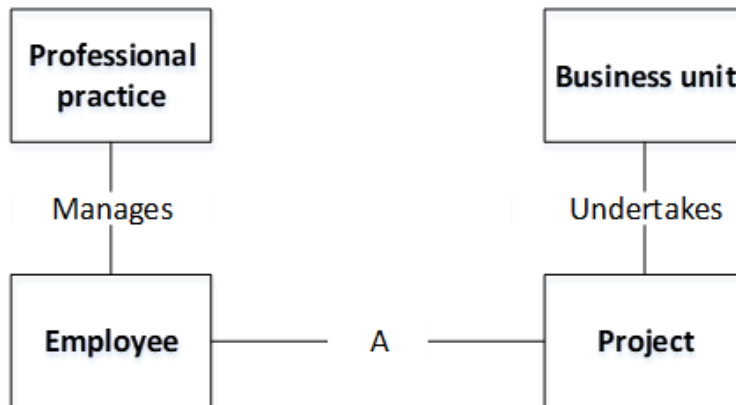 Professional
practice
Business unit
Manages
Undertakes
Employee
A
Project